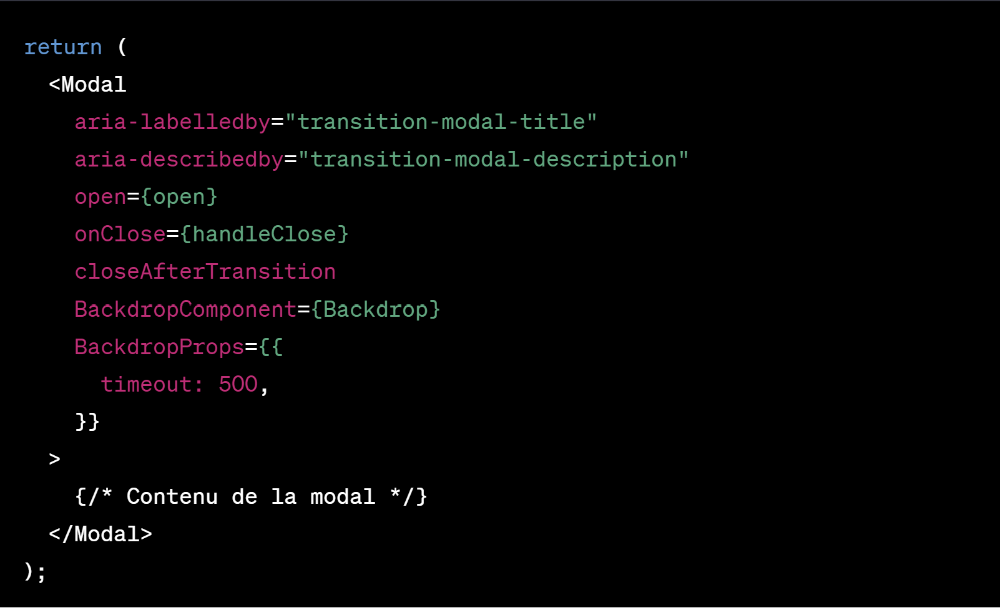 return (
<Modal
aria-labelledby="transition-modal-title"
aria-describedby="transition-modal-description"
open={open}
onClose={handleClose}
closeAfterTransition
BackdropComponent={Backdrop}
BackdropProps={{
timeout: 500,
}}
>
{/* Contenu de la modal */}
</Modal>
);